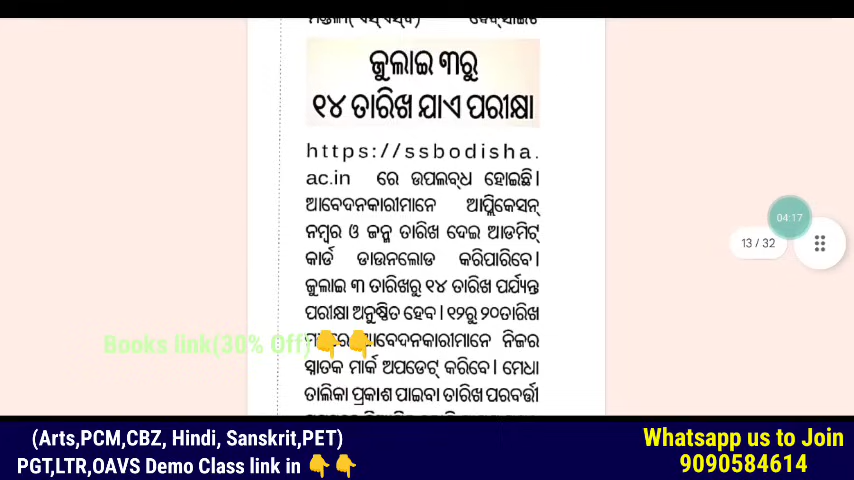 ଜୁଲାଇ ୩ରୁ
୧୪ ତାରିଖ ଯାଏ ପରୀକ୍ଷା
https://ssbodisha.
ac.in ରେ ଉପଲବ୍ଧ ହୋଇଛି।
ଆବେଦନକାରୀମାନେ ଆପ୍ଲିକେସନ୍
ନମ୍ବର ଓ ଜନ୍ମ ତାରିଖ ଦେଇ ଆଡମିଟ୍
କାର୍ଡ ଡାଉନଲୋଡ କରିପାରିବେ।
ଜୁଲାଇ ୩ ତାରିଖରୁ ୧୪ ତାରିଖ ପର୍ଯ୍ୟନ୍ତ
ପରୀକ୍ଷା ଅନୁଷ୍ଠିତ ହେବ। ୧୨ରୁ ୨୦ତାରିଖ
ଆବେଦନକାରୀମାନେ ନିଜର
ସ୍ନାତକ ମାର୍କ ଅପଡେଟ୍ କରିବେ। ମେଧା
ତାଲିକା ପ୍ରକାଶ ପାଇବା ତାରିଖ ପରବର୍ତ୍ତୀ
04:17
13 / 32
Books link(30% Off)👇👇
(Arts,PCM,CBZ, Hindi, Sanskrit,PET)
PGT,LTR,OAVS Demo Class link in 👇👇
Whatsapp us to Join
9090584614